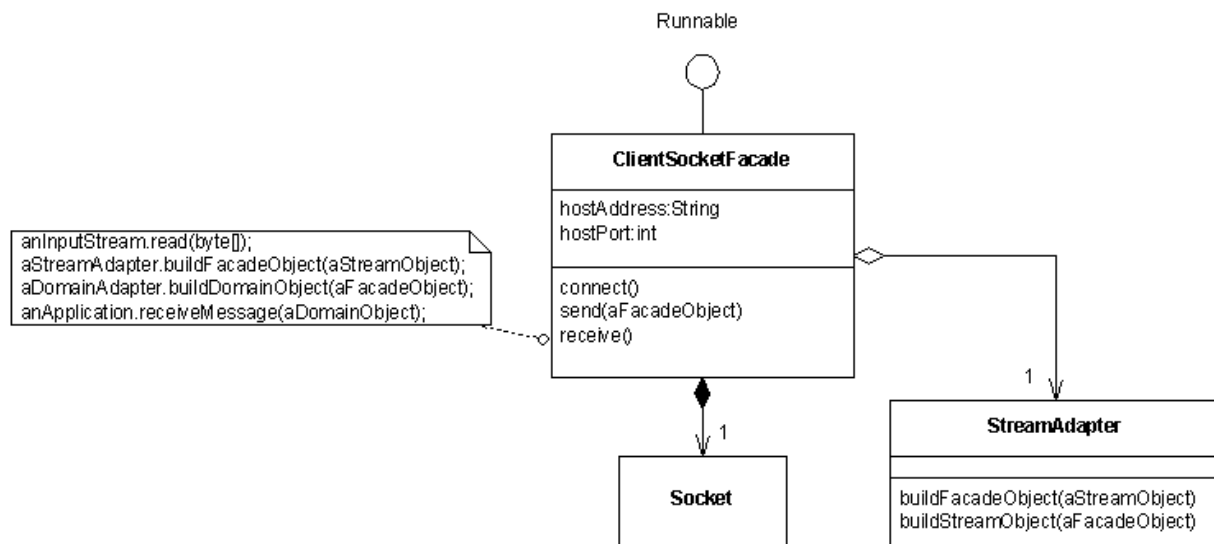 Runnable
ClientSocketFacade
hostAddress:String
hostPort:int
connect()
send(aFacadeObject)
receive()
anInputStream.read(byte[]);
aStreamAdapter.buildFacadeObject(aStreamObject);
aDomainAdapter.buildDomainObject(aFacadeObject);
anApplication.receiveMessage(aDomainObject);
1
Socket
1
StreamAdapter
buildFacadeObject(aStreamObject)
buildStreamObject(aFacadeObject)